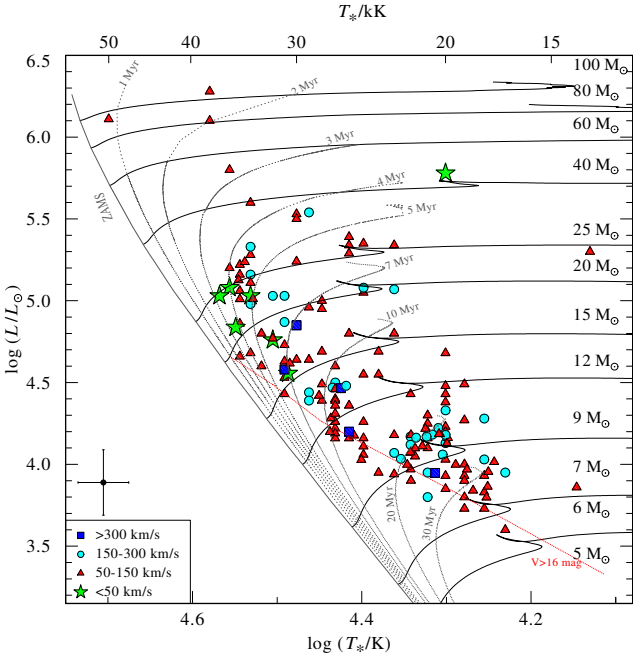 T*/kK
50 40 30 20 15
6.5
6.0
5.5
5.0
4.5
4.0
3.5
log (L/L⊙)
1 Myr
2 Myr
3 Myr
4 Myr
5 Myr
7 Myr
10 Myr
20 Myr
30 Myr
ZAMS
100 M⊙
80 M⊙
60 M⊙
40 M⊙
25 M⊙
20 M⊙
15 M⊙
12 M⊙
9 M⊙
7 M⊙
6 M⊙
5 M⊙
V>16 mag
>300 km/s
150-300 km/s
50-150 km/s
<50 km/s
4.6 4.4 4.2
log (T*/K)